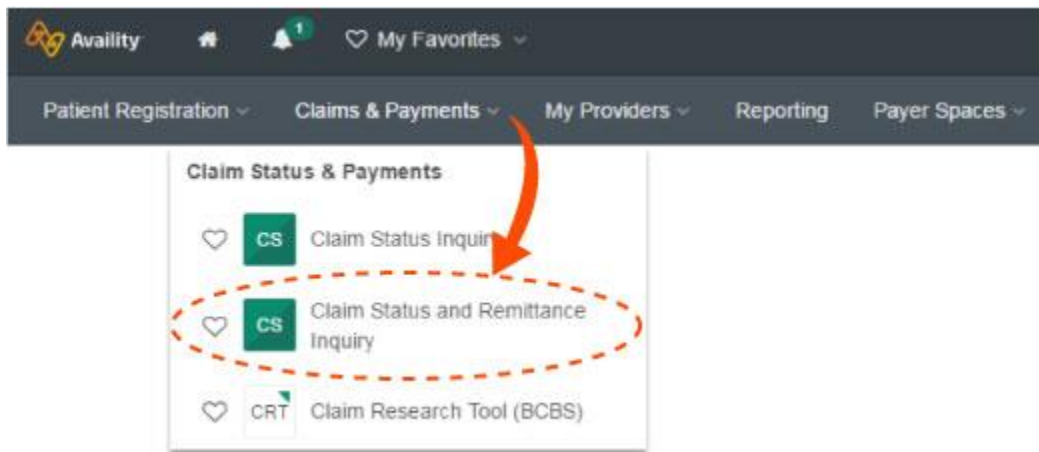 Availity 1 My Favorites
Patient Registration Claims & Payments My Providers Reporting Payer Spaces
Claim Status & Payments
CS Claim Status Inquiry
CS Claim Status and Remittance
Inquiry
CRT Claim Research Tool (BCBS)